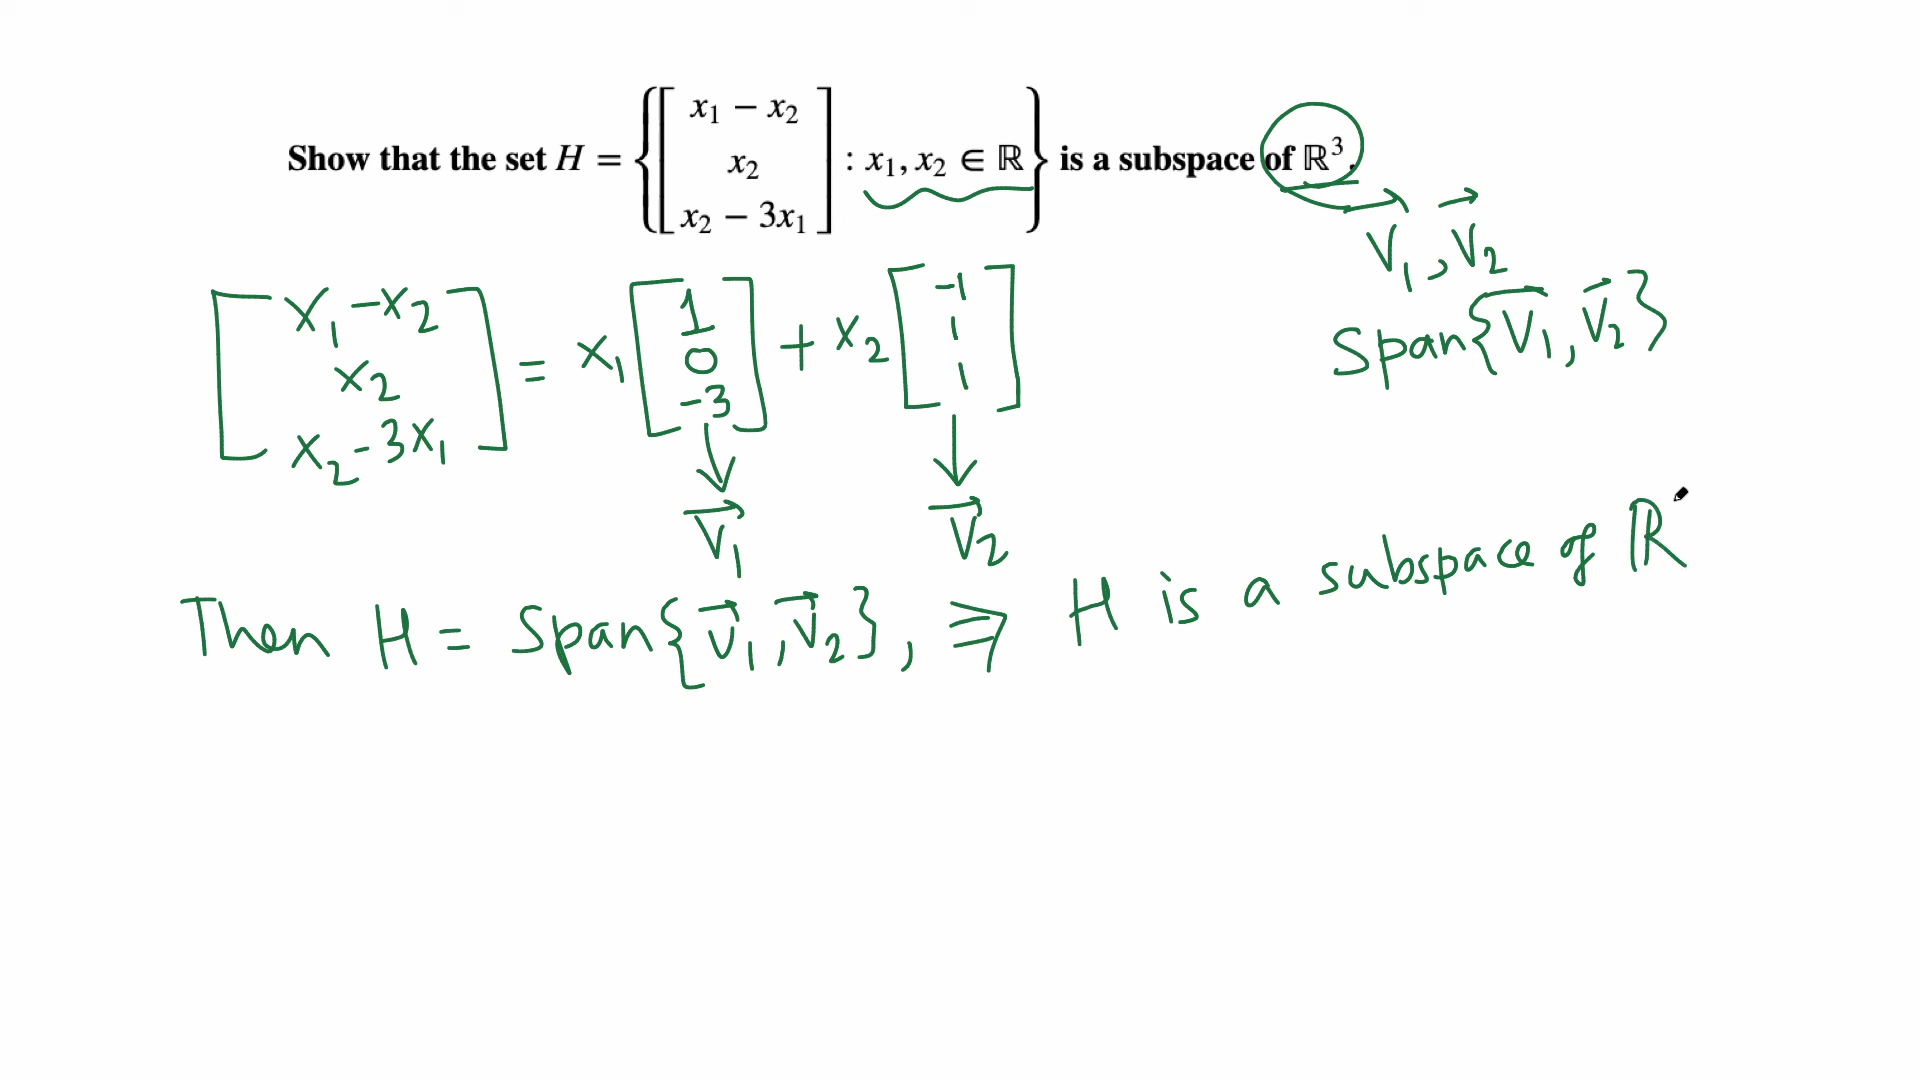 Show that the set H = { [ x₁ − x₂
x₂
x₂ − 3x₁ ] : x₁, x₂ ∈ ℝ } is a subspace of ℝ³.
V₁, V₂
Span{V₁, V₂}
[ x₁ - x₂
x₂
x₂ - 3x₁ ] = x₁ [ 1
0
-3 ] + x₂ [ -1
1
1 ]
V₁ V₂
Then H = Span{V₁, V₂}, ⇒ H is a subspace of ℝ